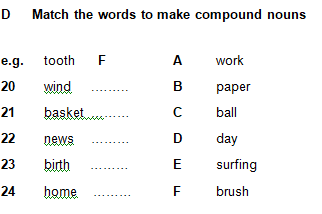 D Match the words to make compound nouns
e.g. tooth F A work
20 wind ......... B paper
21 basket ......... C ball
22 news ......... D day
23 birth ......... E surfing
24 home ......... F brush